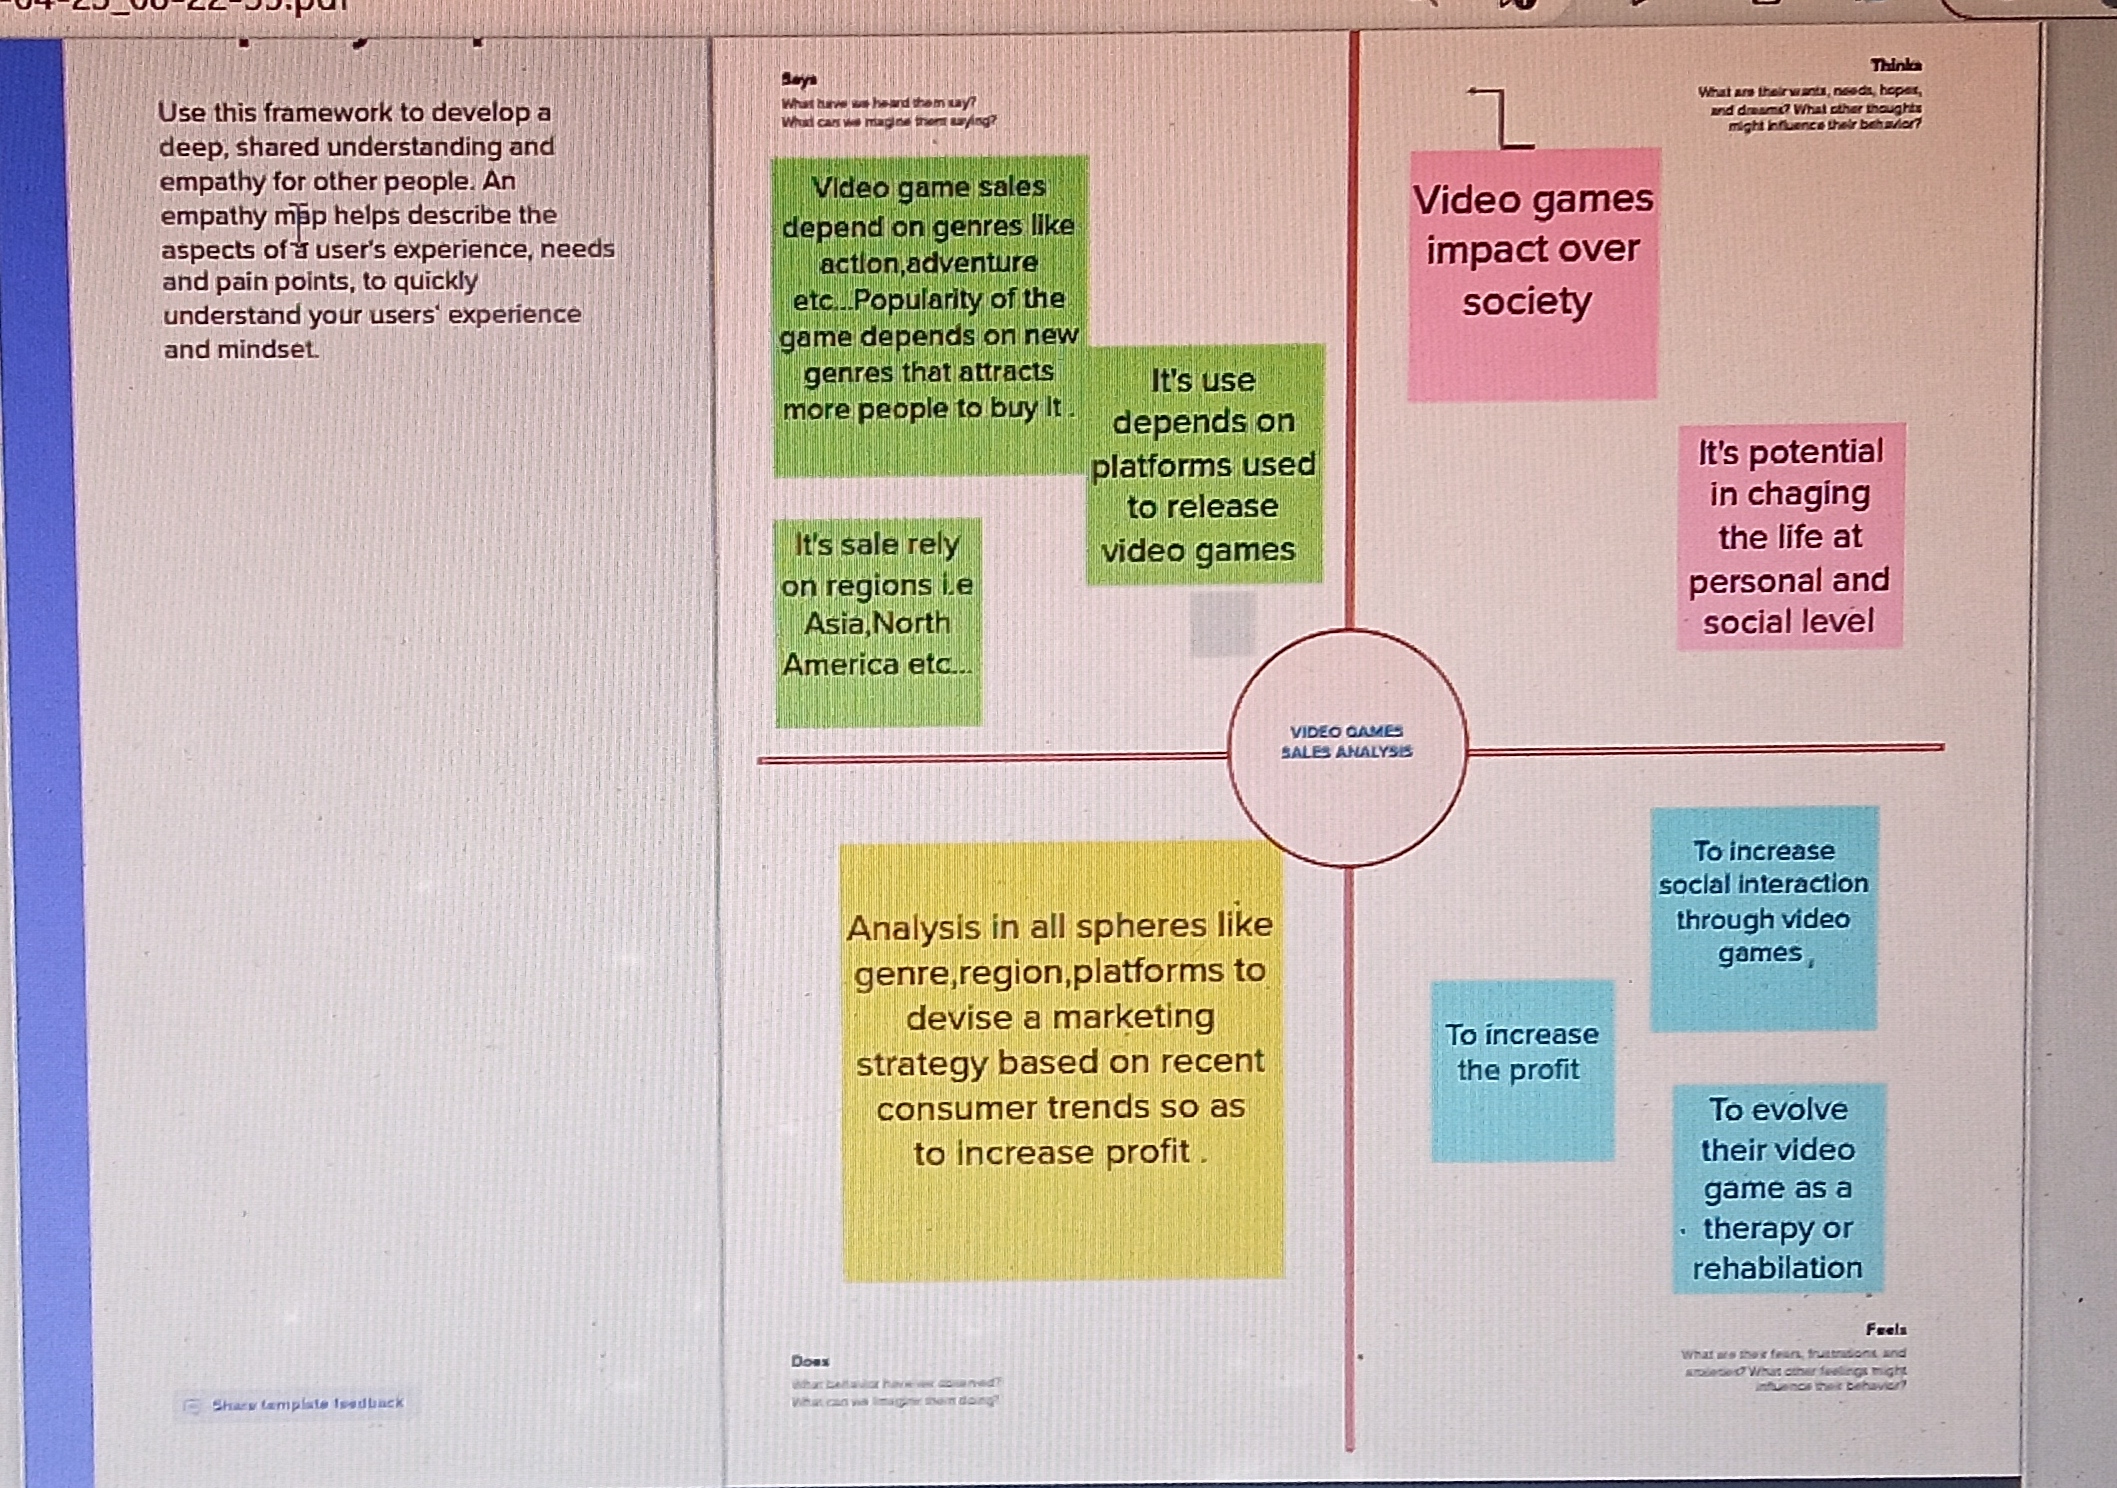 Use this framework to develop a
deep, shared understanding and
empathy for other people. An
empathy map helps describe the
aspects of a user's experience, needs
and pain points, to quickly
understand your users' experience
and mindset.
Share template feedback
Says
What have we heard them say?
What can we magine them saying?
Video game sales
depend on genres like
action,adventure
etc...Popularity of the
game depends on new
genres that attracts
more people to buy it .
It's use
depends on
platforms used
to release
video games
It's sale rely
on regions i.e
Asia,North
America etc...
Thinks
What are their wants, needs, hopes,
and dreams? What other thoughts
might influence their behavior?
Video games
impact over
society
It's potential
in chaging
the life at
personal and
social level
VIDEO GAMES
SALES ANALYSIS
Analysis in all spheres like
genre,region,platforms to
devise a marketing
strategy based on recent
consumer trends so as
to increase profit .
Does
What behavior have we observed?
What can we imagine them doing?
To increase
social interaction
through video
games ,
To increase
the profit
To evolve
their video
game as a
therapy or
rehabilation
Feels
What are their fears, frustrations, and
anxieties? What other feelings might
influence their behavior?